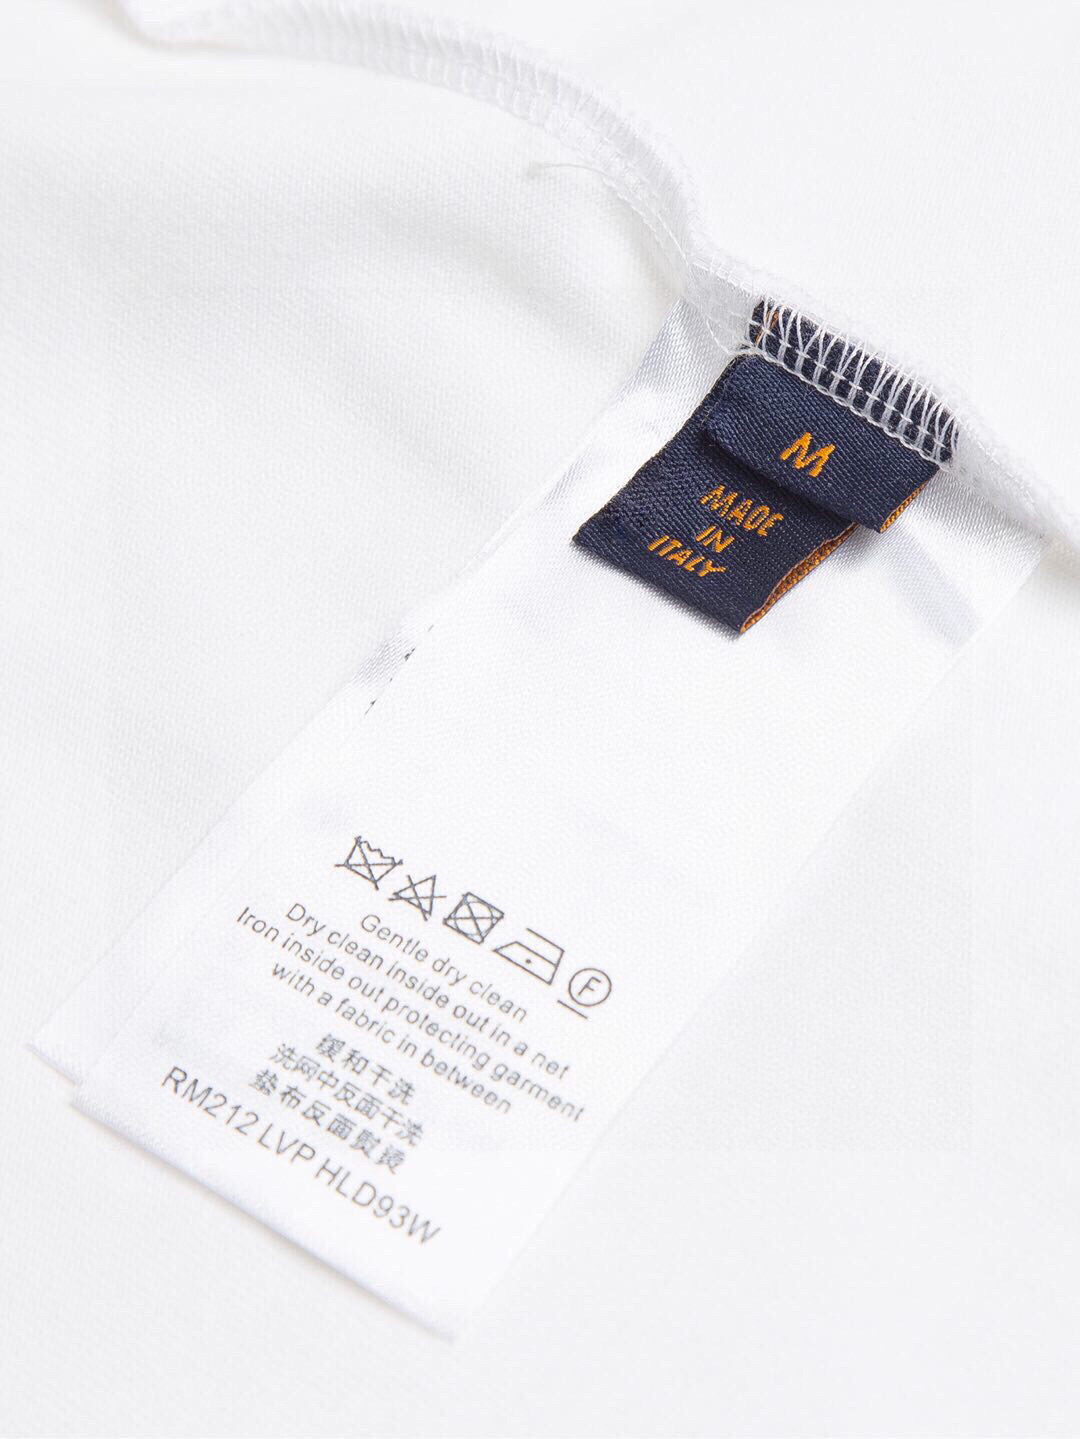 M
MADE
IN
ITALY
F
Gentle dry clean
Dry clean inside out in a net
Iron inside out protecting garment
with a fabric in between
缓和干洗
洗网中反面干洗
垫布反面熨烫
RM212 LVP HLD93W